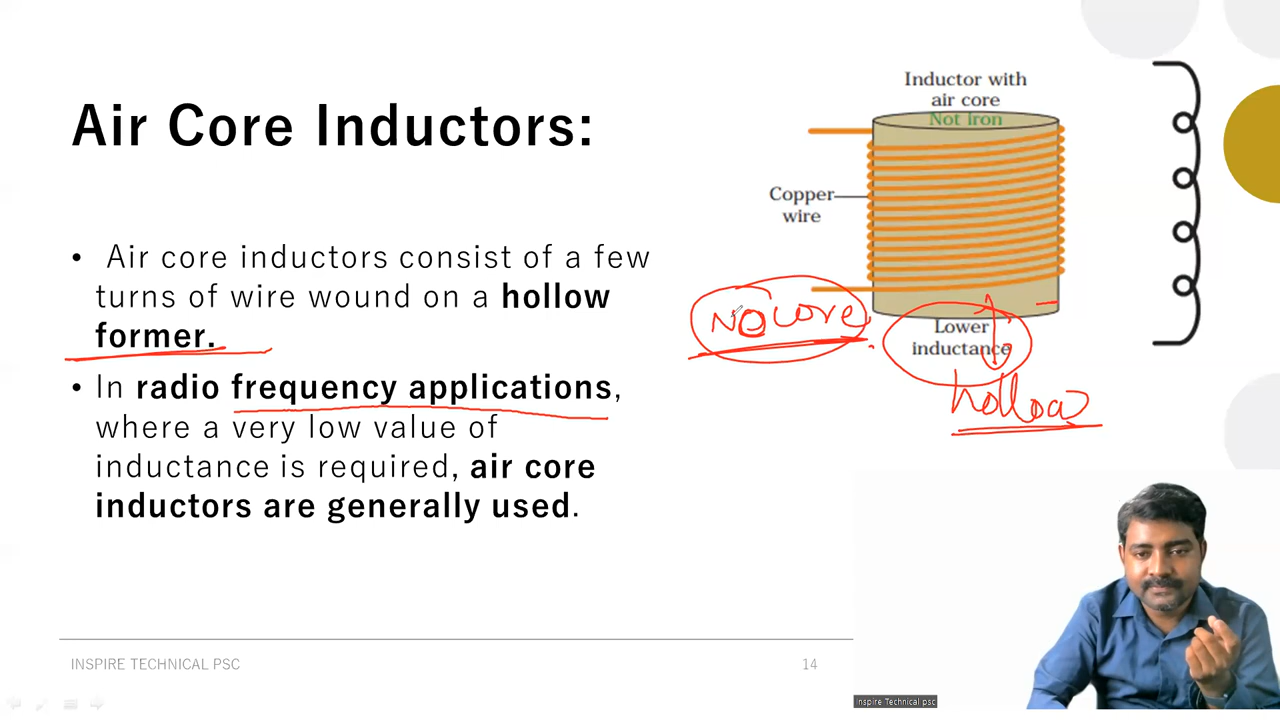 Air Core Inductors:
• Air core inductors consist of a few
turns of wire wound on a hollow
former.
• In radio frequency applications,
where a very low value of
inductance is required, air core
inductors are generally used.
Inductor with
air core
Not Iron
Copper
wire
NO core
Lower
inductance
hollow
INSPIRE TECHNICAL PSC
14
Inspire Technical psc